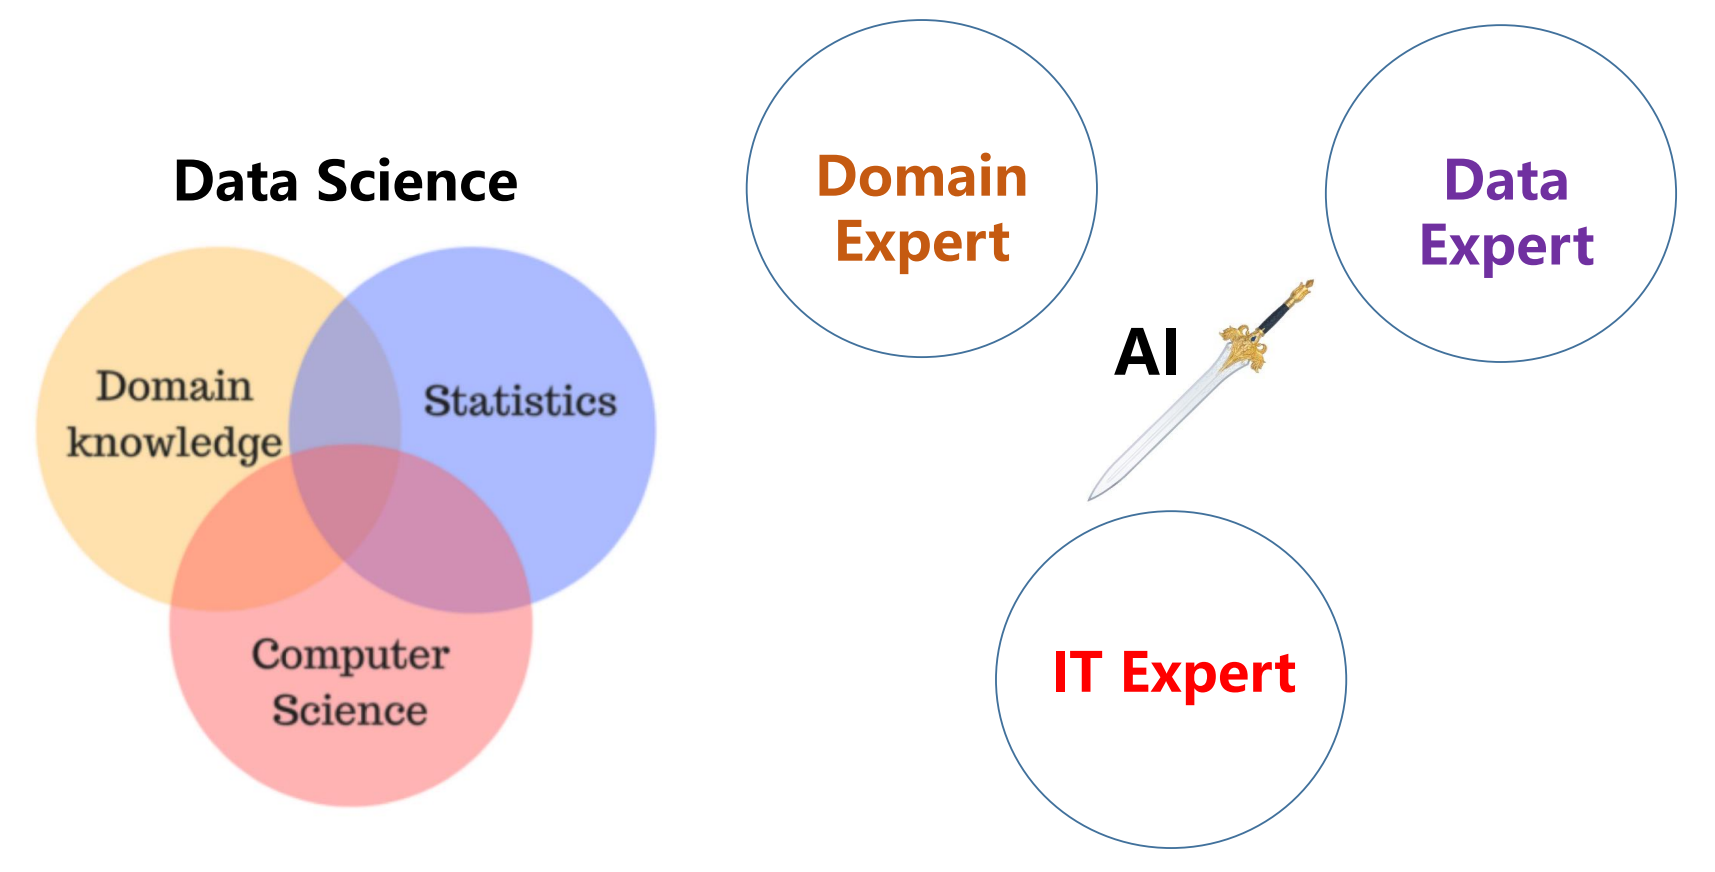 Data Science
Domain
knowledge
Statistics
Computer
Science
Domain
Expert
Data
Expert
AI
IT Expert